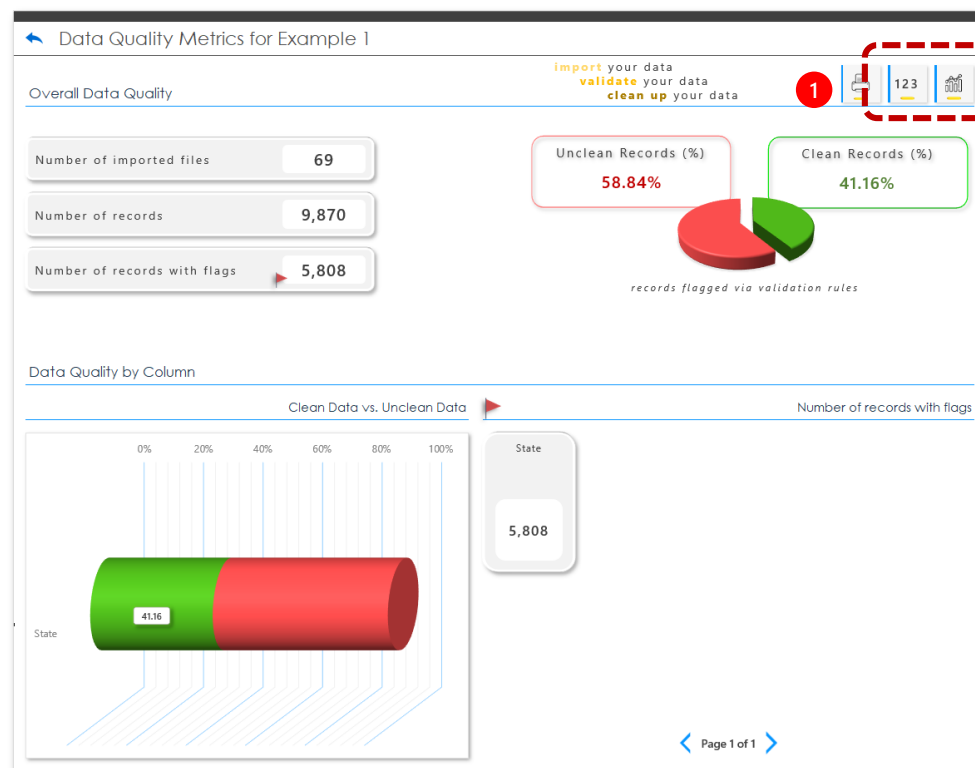 Data Quality Metrics for Example 1
import your data
validate your data
clean up your data
Overall Data Quality
1
123
Number of imported files 69
Number of records 9,870
Number of records with flags 5,808
Unclean Records (%)
58.84%
Clean Records (%)
41.16%
records flagged via validation rules
Data Quality by Column
Clean Data vs. Unclean Data
Number of records with flags
0% 20% 40% 60% 80% 100%
41.16
State
State
5,808
Page 1 of 1